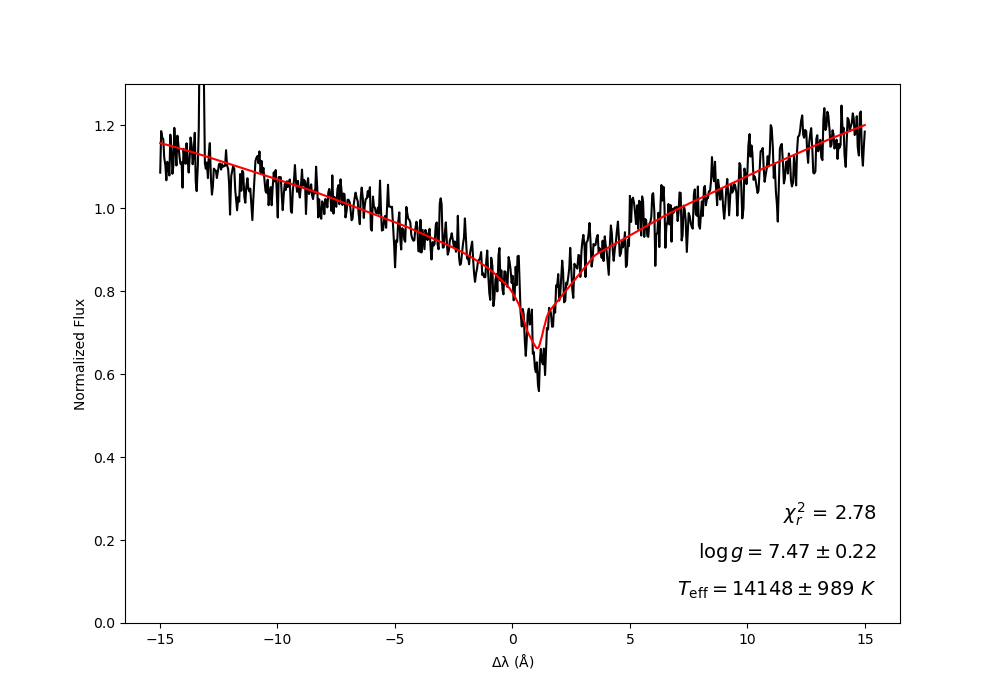 1.2
1.0
0.8
0.6
0.4
0.2
0.0
Normalized Flux
χ²ᵣ = 2.78
log g = 7.47 ± 0.22
T_eff = 14148 ± 989 K
−15 −10 −5 0 5 10 15
Δλ (Å)